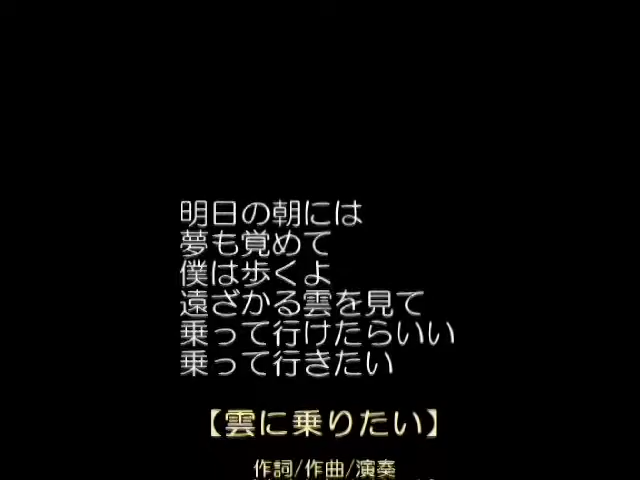 明日の朝には
夢も覚めて
僕は歩くよ
遠ざかる雲を見て
乗って行けたらいい
乗って行きたい
【雲に乗りたい】
作詞/作曲/演奏